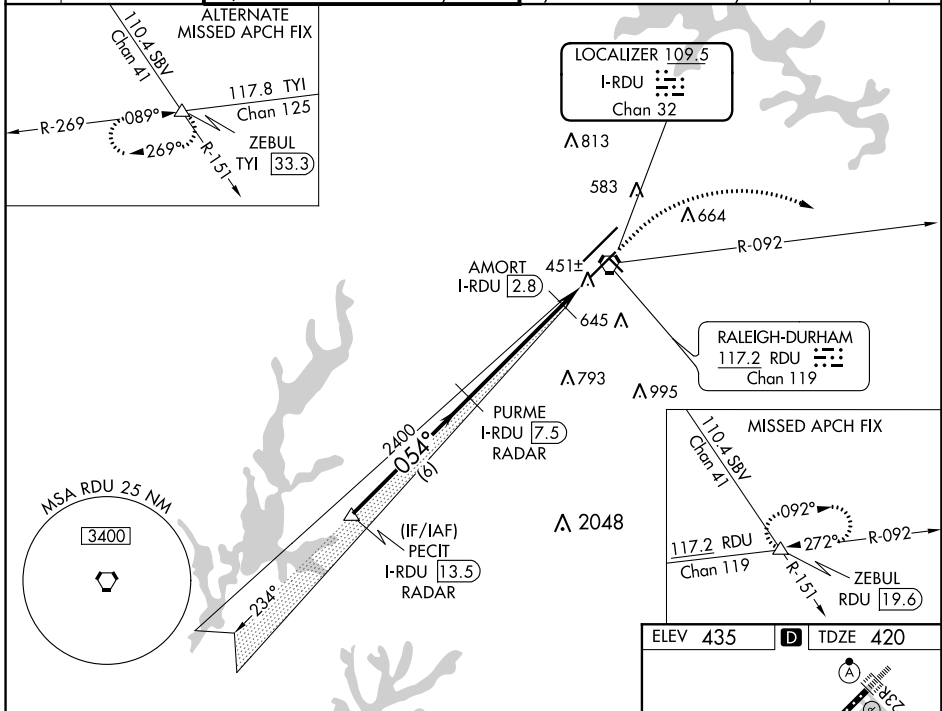 ALTERNATE
MISSED APCH FIX
110.4 SBV
Chan 41
117.8 TYI
Chan 125
R-269
089°
269°
R-151
ZEBUL
TYI 33.3
LOCALIZER 109.5
I-RDU
Chan 32
813
583
664
R-092
AMORT
I-RDU 2.8
451±
645
RALEIGH-DURHAM
117.2 RDU
Chan 119
793
995
PURME
I-RDU 7.5
RADAR
2400
054°
(6)
MISSED APCH FIX
110.4 SBV
Chan 41
092°
272°
R-092
117.2 RDU
Chan 119
R-151
ZEBUL
RDU 19.6
MSA RDU 25 NM
3400
(IF/IAF)
PECIT
I-RDU 13.5
RADAR
2048
234°
ELEV 435 D TDZE 420
A
23R